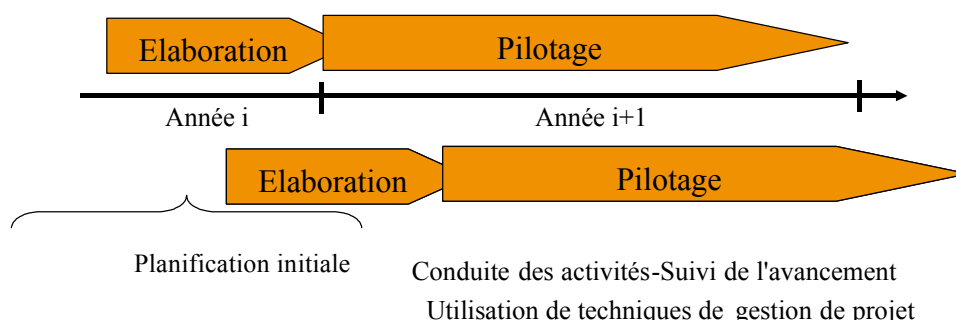 Elaboration
Pilotage
Année i
Année i+1
Elaboration
Pilotage
Planification initiale
Conduite des activités-Suivi de l'avancement
Utilisation de techniques de gestion de projet